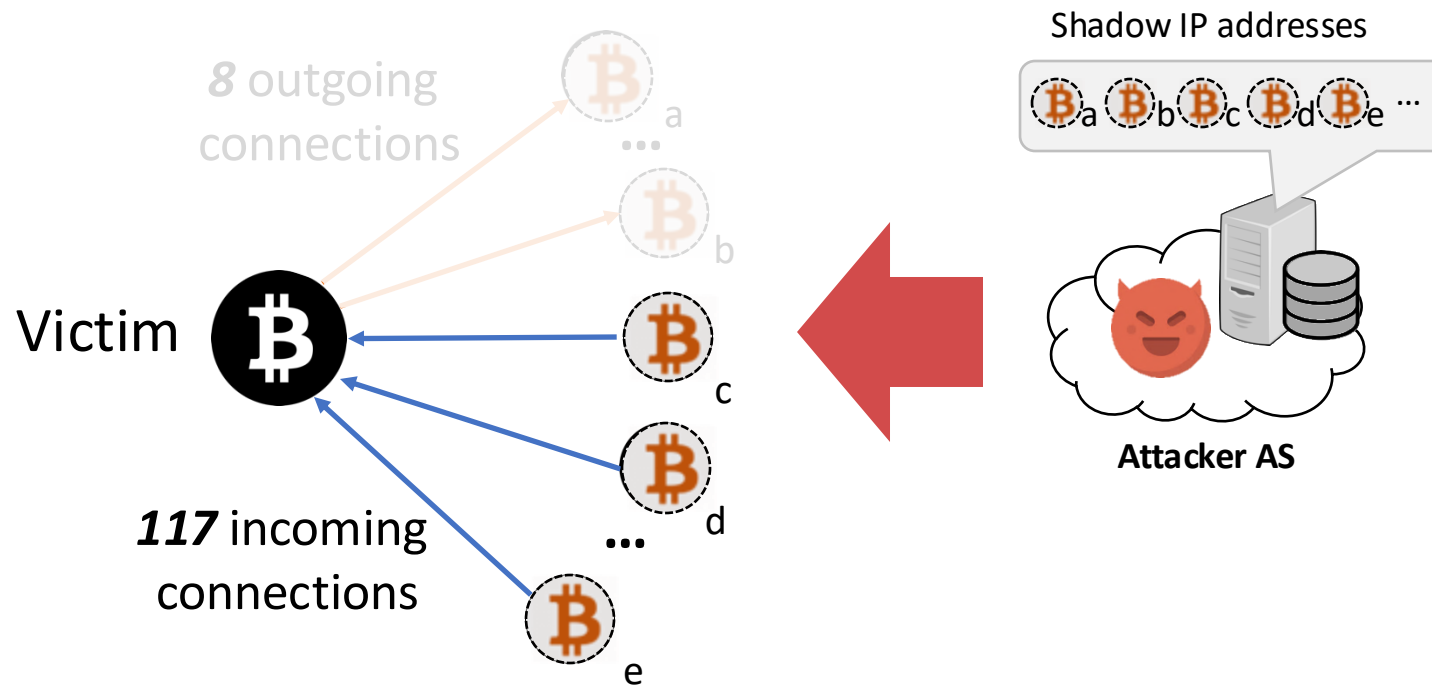 Shadow IP addresses
a b c d e ...
8 outgoing
connections
a
...
b
Victim
c
d
...
e
117 incoming
connections
Attacker AS